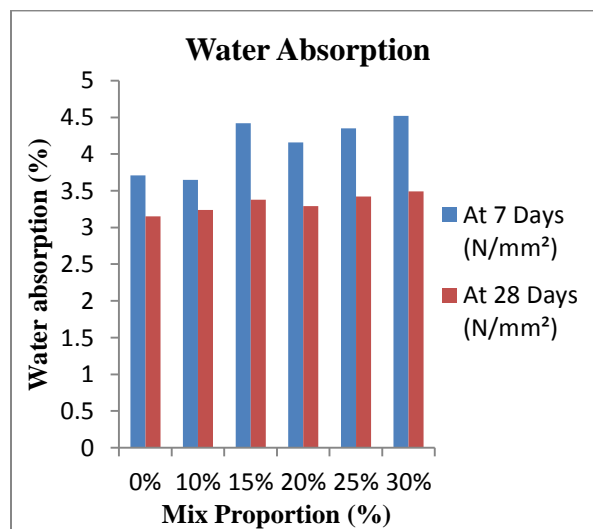 Water Absorption
Water absorption (%)
5
4.5
4
3.5
3
2.5
2
1.5
1
0.5
0
0% 10% 15% 20% 25% 30%
Mix Proportion (%)
At 7 Days
(N/mm²)
At 28 Days
(N/mm²)